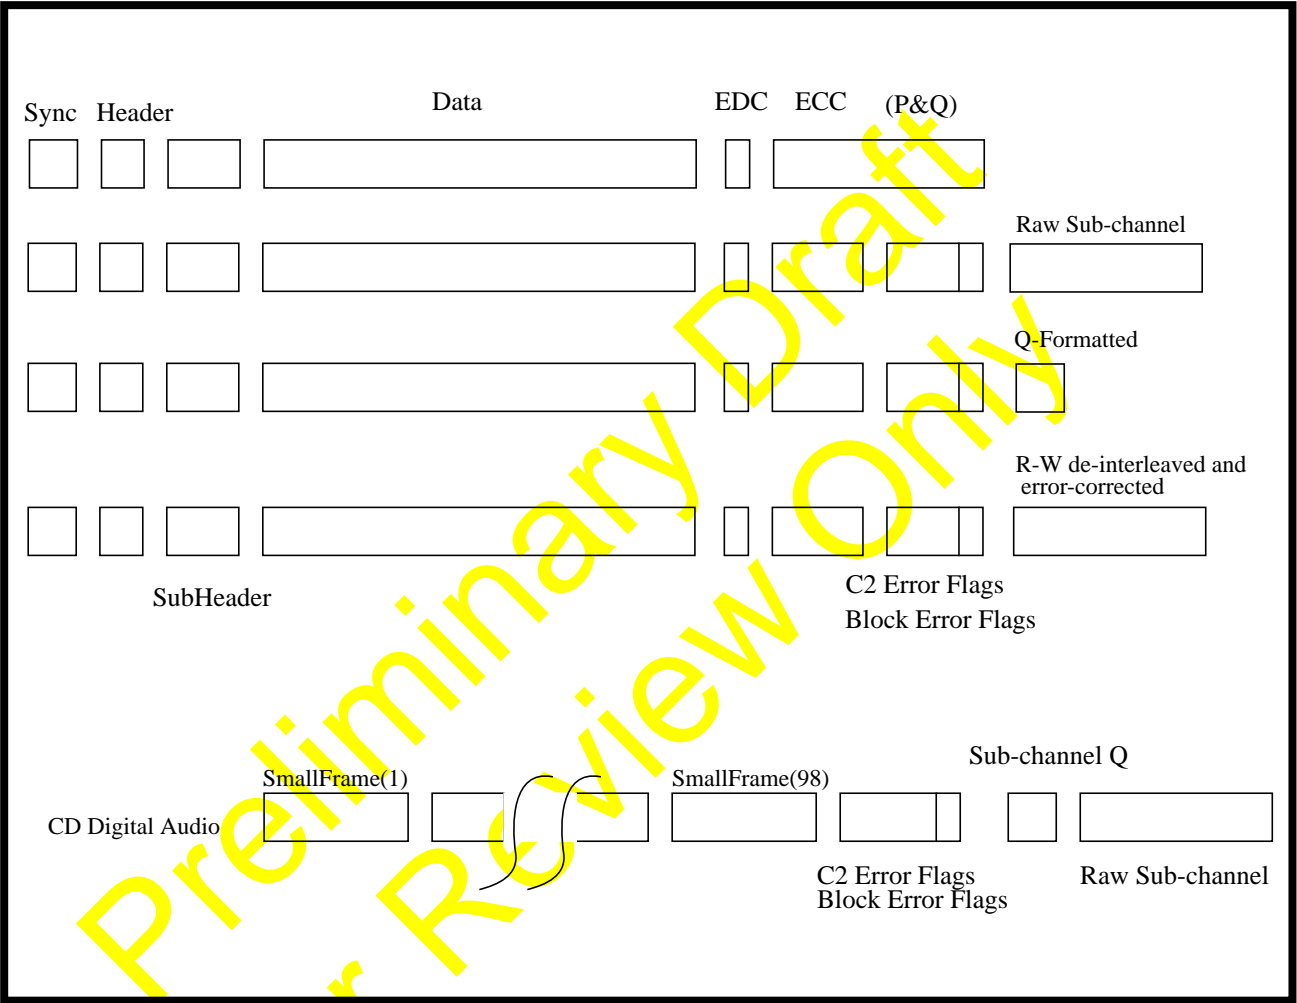 Sync Header Data EDC ECC (P&Q)
Raw Sub-channel
Q-Formatted
R-W de-interleaved and
error-corrected
SubHeader
C2 Error Flags
Block Error Flags
Sub-channel Q
SmallFrame(1) SmallFrame(98)
CD Digital Audio
C2 Error Flags
Block Error Flags
Raw Sub-channel
Preliminary Draft
r Review Only